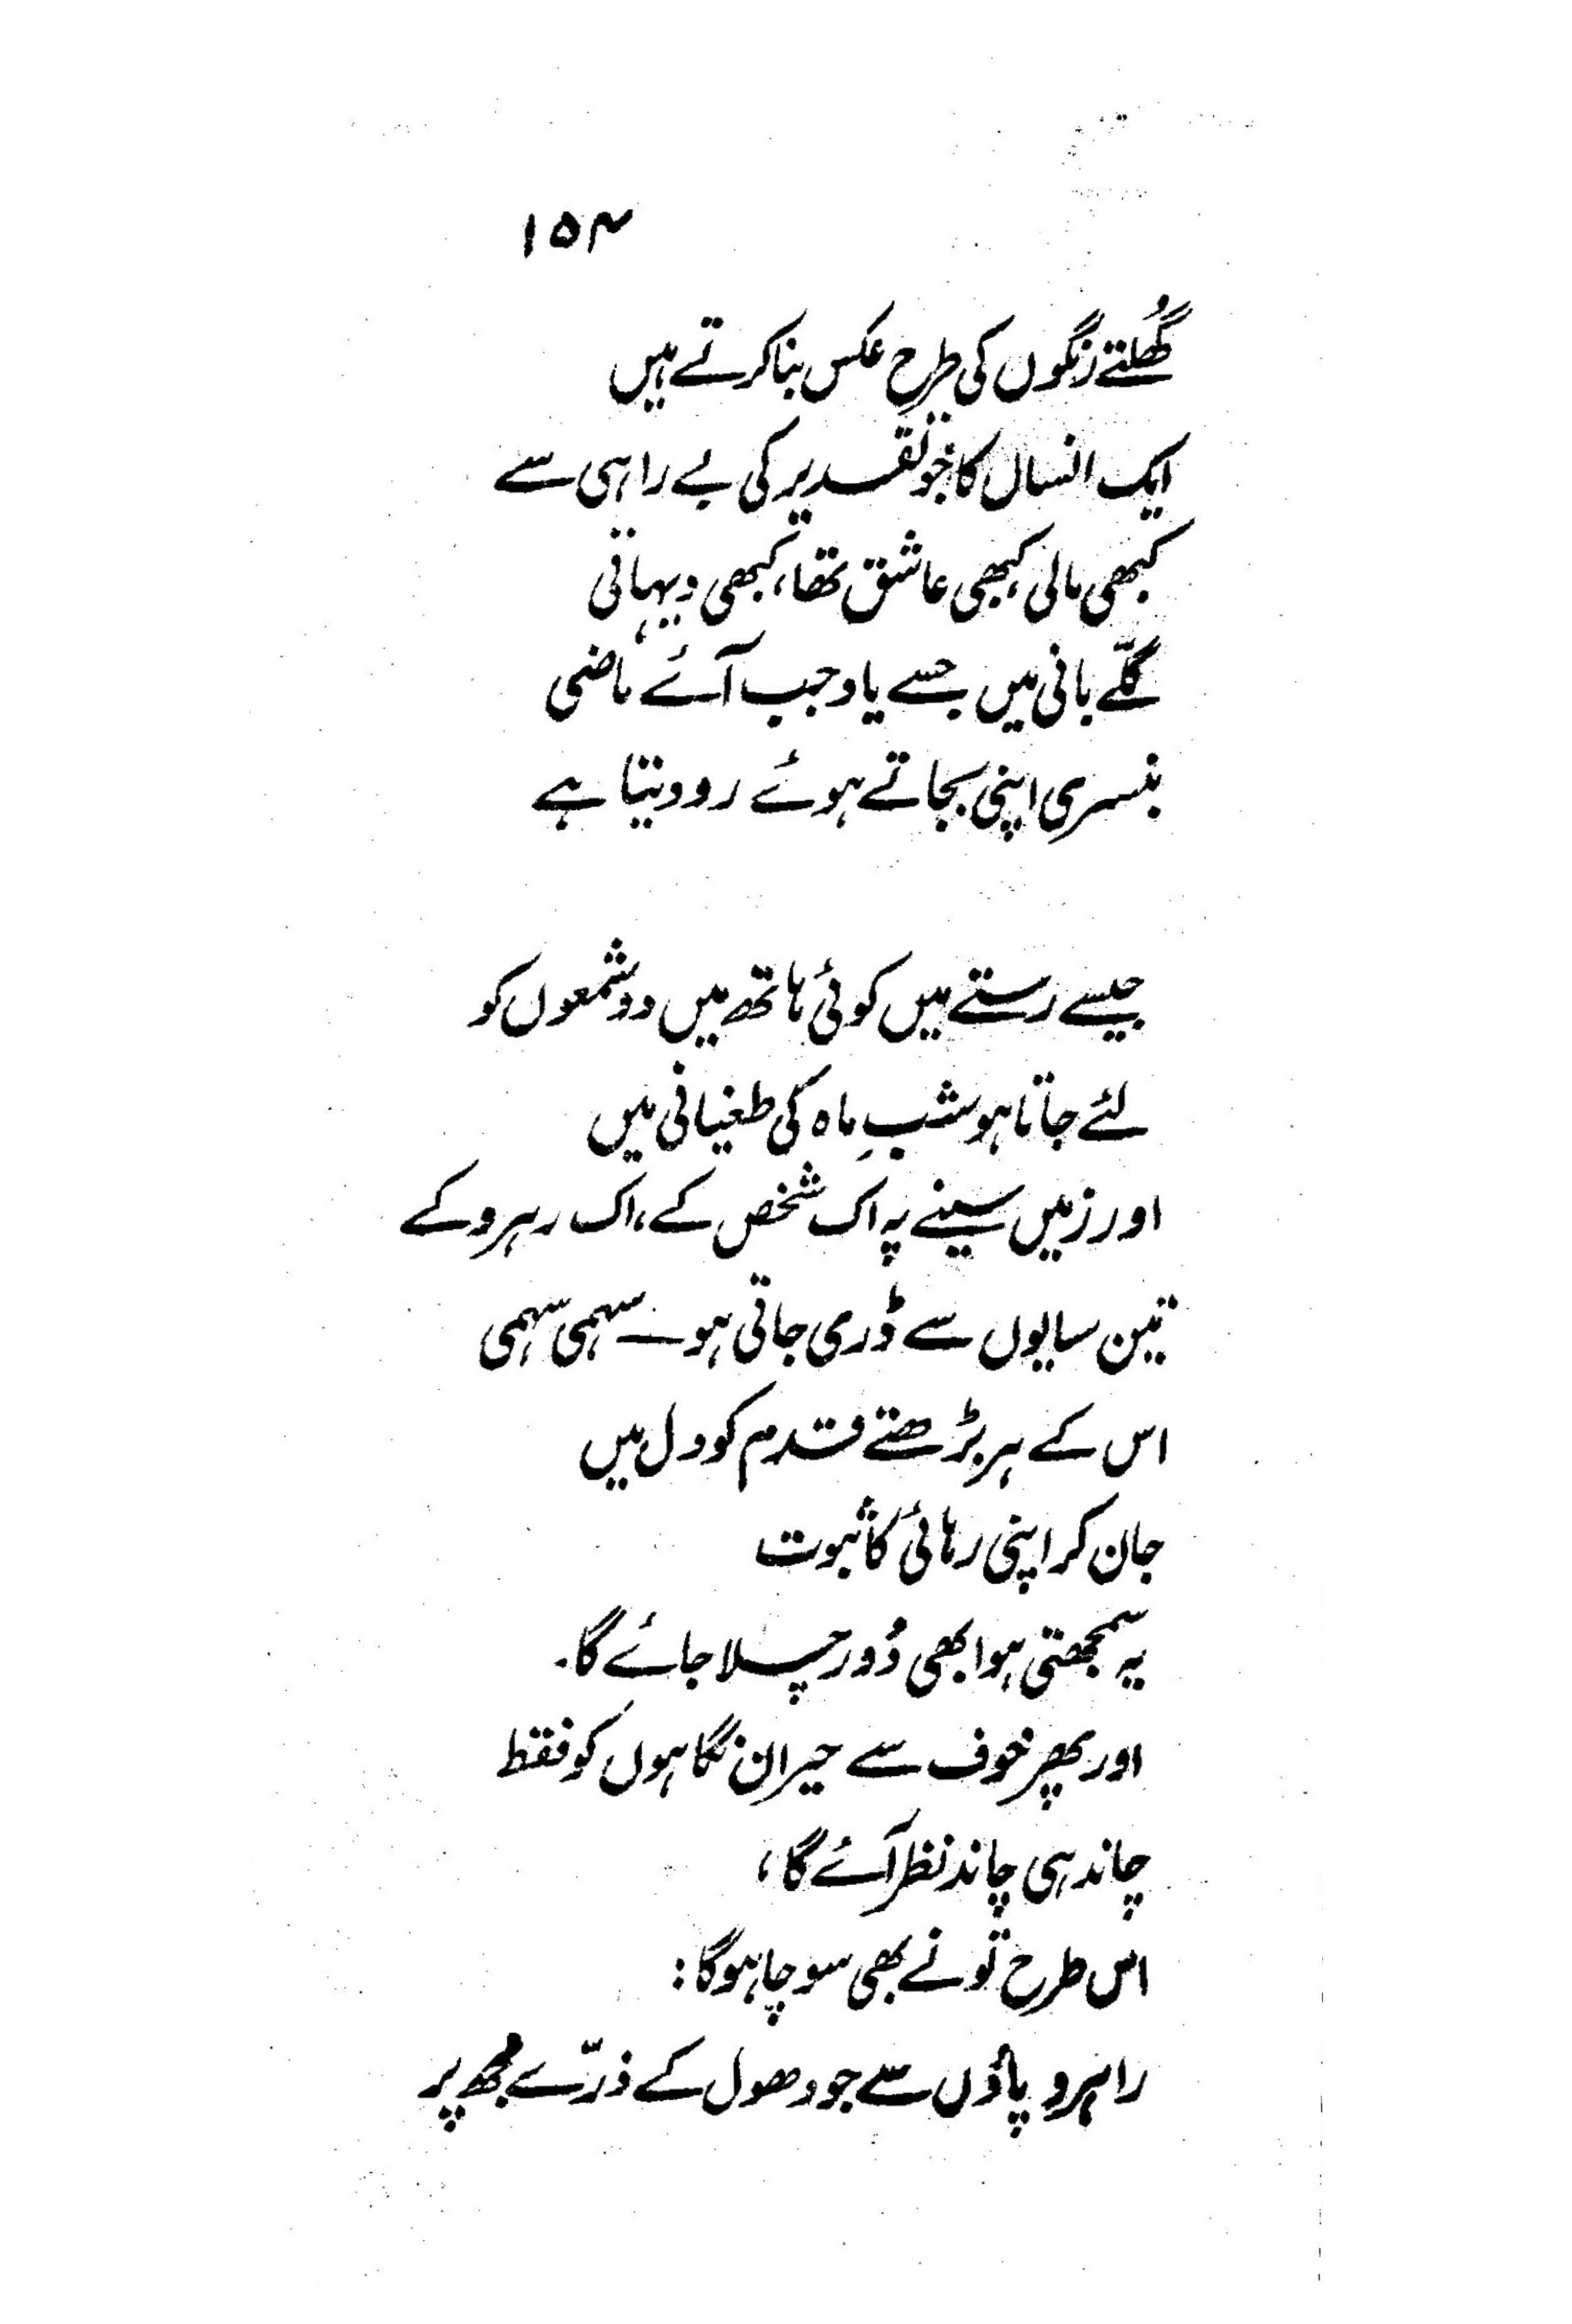 ۱۵۴
گُھلتے رنگوں کی طرح عکس بنا کرتے ہیں
ایک انساں کا جو تقدیر کی بے راہی سے
کبھی مالی، کبھی عاشق تھا، کبھی دیہاتی
گلّے بانی میں جسے یاد جب آئے ماضی
بنسری اپنی بجاتے ہوئے رو دیتا ہے
جیسے رستے میں کوئی ہاتھ میں دو شمعوں کو
لئے جاتا ہو شبِ ماہ کی طغیانی میں
اور زمیں سینے پہ اک شخص کے، اک رہرو کے
تین سایوں سے ڈری جاتی ہو — سہمی سہمی
اس کے ہر بڑھتے قدم کو دل میں
جان کر اپنی رہائی کا ثبوت
یہ سمجھتی ہو ابھی دُور چلا جائے گا۔
اور پھر خوف سے حیران نگاہوں کو فقط
چاند ہی چاند نظر آئے گا،
اس طرح تو نے بھی سوچا ہوگا:
راہرو پاؤں سے جو دھول کے ذرّے مجھ پر